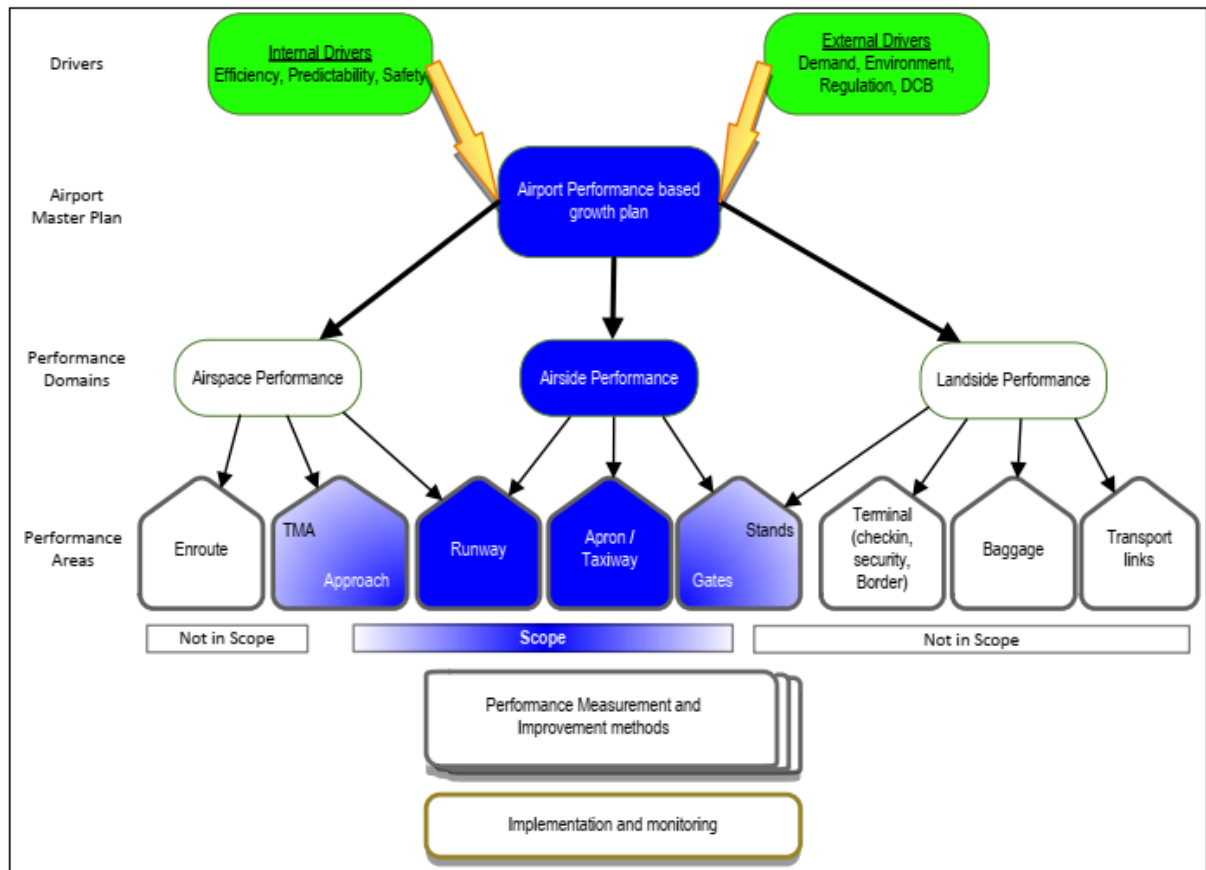 Drivers
Internal Drivers
Efficiency, Predictability, Safety
External Drivers
Demand, Environment,
Regulation, DCB
Airport
Master Plan
Airport Performance based
growth plan
Performance
Domains
Airspace Performance
Airside Performance
Landside Performance
Performance
Areas
Enroute
TMA
Approach
Runway
Apron /
Taxiway
Stands
Gates
Terminal
(checkin,
security,
Border)
Baggage
Transport
links
Not in Scope
Scope
Not in Scope
Performance Measurement and
Improvement methods
Implementation and monitoring